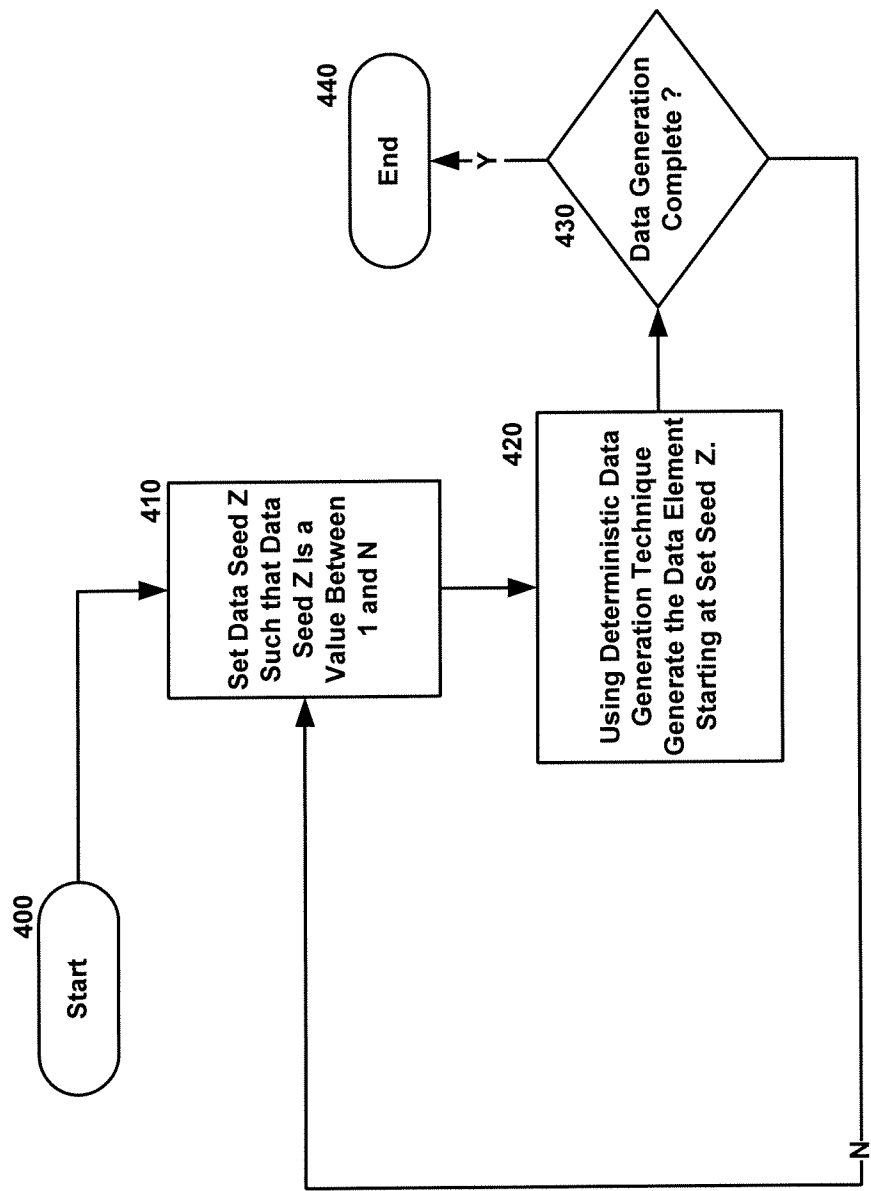 400
Start
410
Set Data Seed Z
Such that Data
Seed Z Is a
Value Between
1 and N
420
Using Deterministic Data
Generation Technique
Generate the Data Element
Starting at Set Seed Z.
430
Data Generation
Complete ?
Y
440
End
N